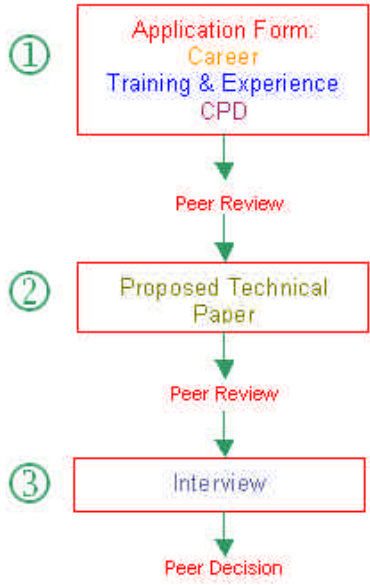 ① Application Form:
Career
Training & Experience
CPD
Peer Review
② Proposed Technical
Paper
Peer Review
③ Interview
Peer Decision